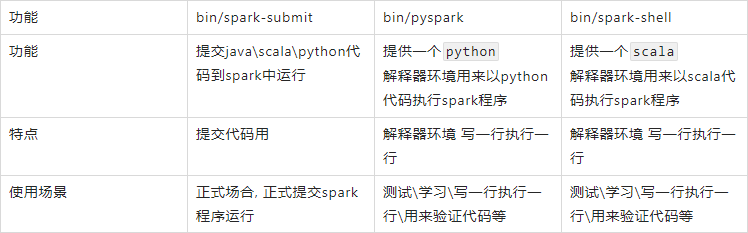 功能 bin/spark-submit bin/pyspark bin/spark-shell
功能 提交java\scala\python代 提供一个 python 提供一个 scala
码到spark中运行 解释器环境用来以python 解释器环境用来以scala代
代码执行spark程序 码执行spark程序
特点 提交代码用 解释器环境 写一行执行一 解释器环境 写一行执行一
行 行
使用场景 正式场合, 正式提交spark 测试\学习\写一行执行一 测试\学习\写一行执行一
程序运行 行\用来验证代码等 行\用来验证代码等